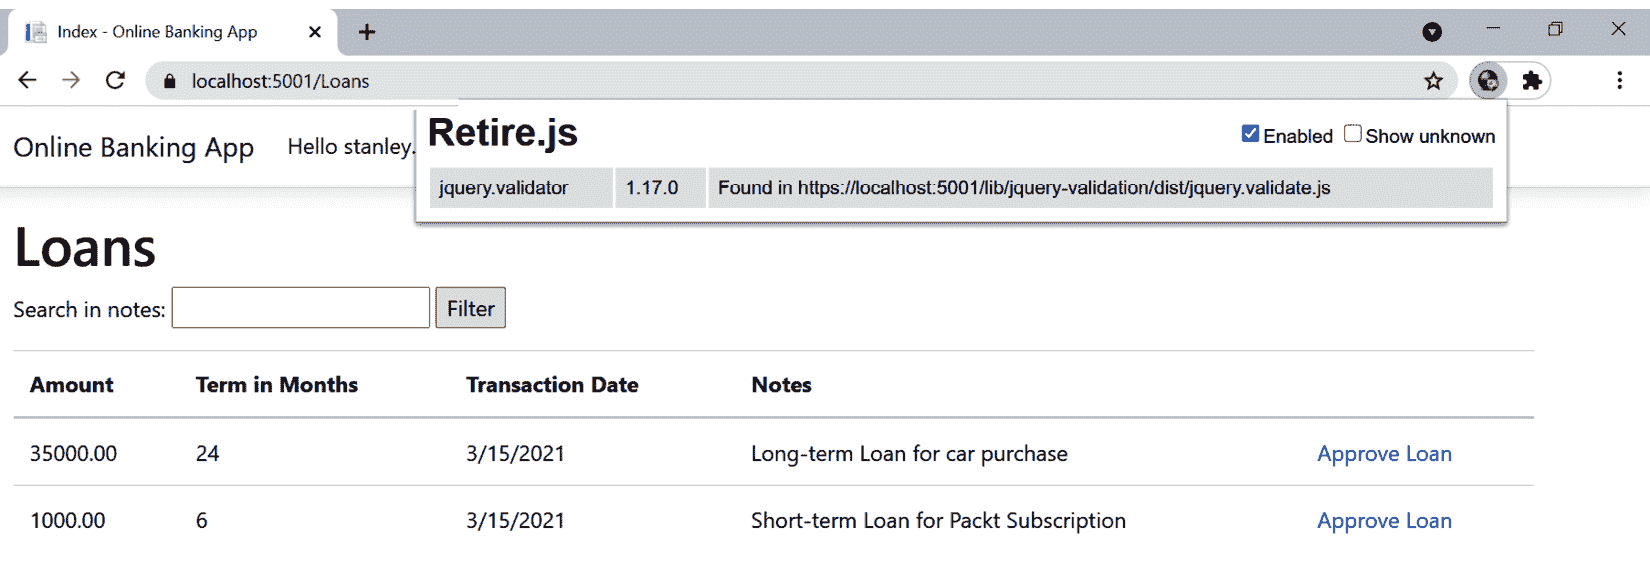 Index - Online Banking App
localhost:5001/Loans
Online Banking App Hello stanley.
Retire.js
Enabled Show unknown
jquery.validator 1.17.0 Found in https://localhost:5001/lib/jquery-validation/dist/jquery.validate.js
Loans
Search in notes: Filter
Amount Term in Months Transaction Date Notes
35000.00 24 3/15/2021 Long-term Loan for car purchase Approve Loan
1000.00 6 3/15/2021 Short-term Loan for Packt Subscription Approve Loan